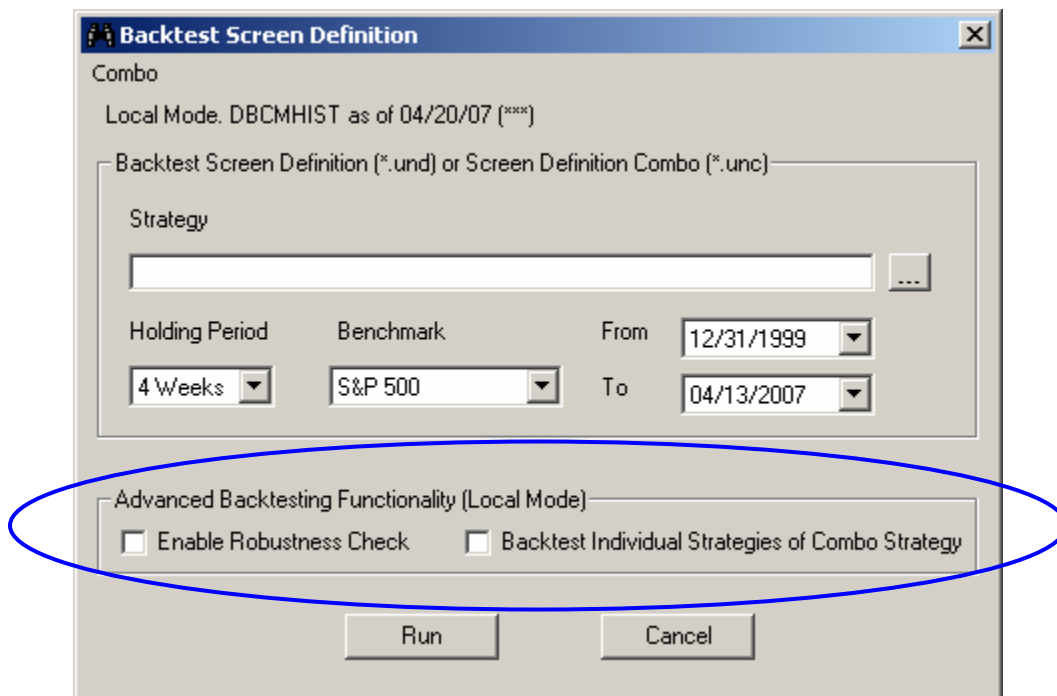 Backtest Screen Definition
Combo
Local Mode. DBCMHIST as of 04/20/07 (***)
Backtest Screen Definition (*.und) or Screen Definition Combo (*.unc)
Strategy
...
Holding Period Benchmark From 12/31/1999
4 Weeks S&P 500 To 04/13/2007
Advanced Backtesting Functionality (Local Mode)
Enable Robustness Check Backtest Individual Strategies of Combo Strategy
Run Cancel